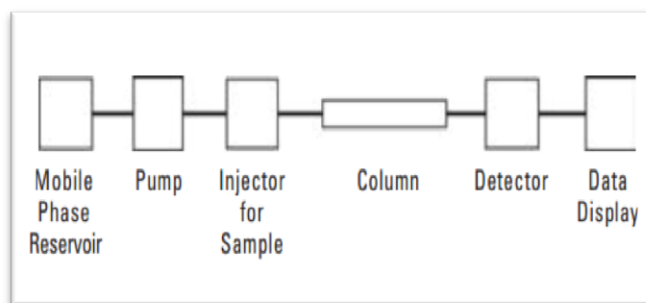 Mobile
Phase
Reservoir
Pump
Injector
for
Sample
Column
Detector
Data
Display